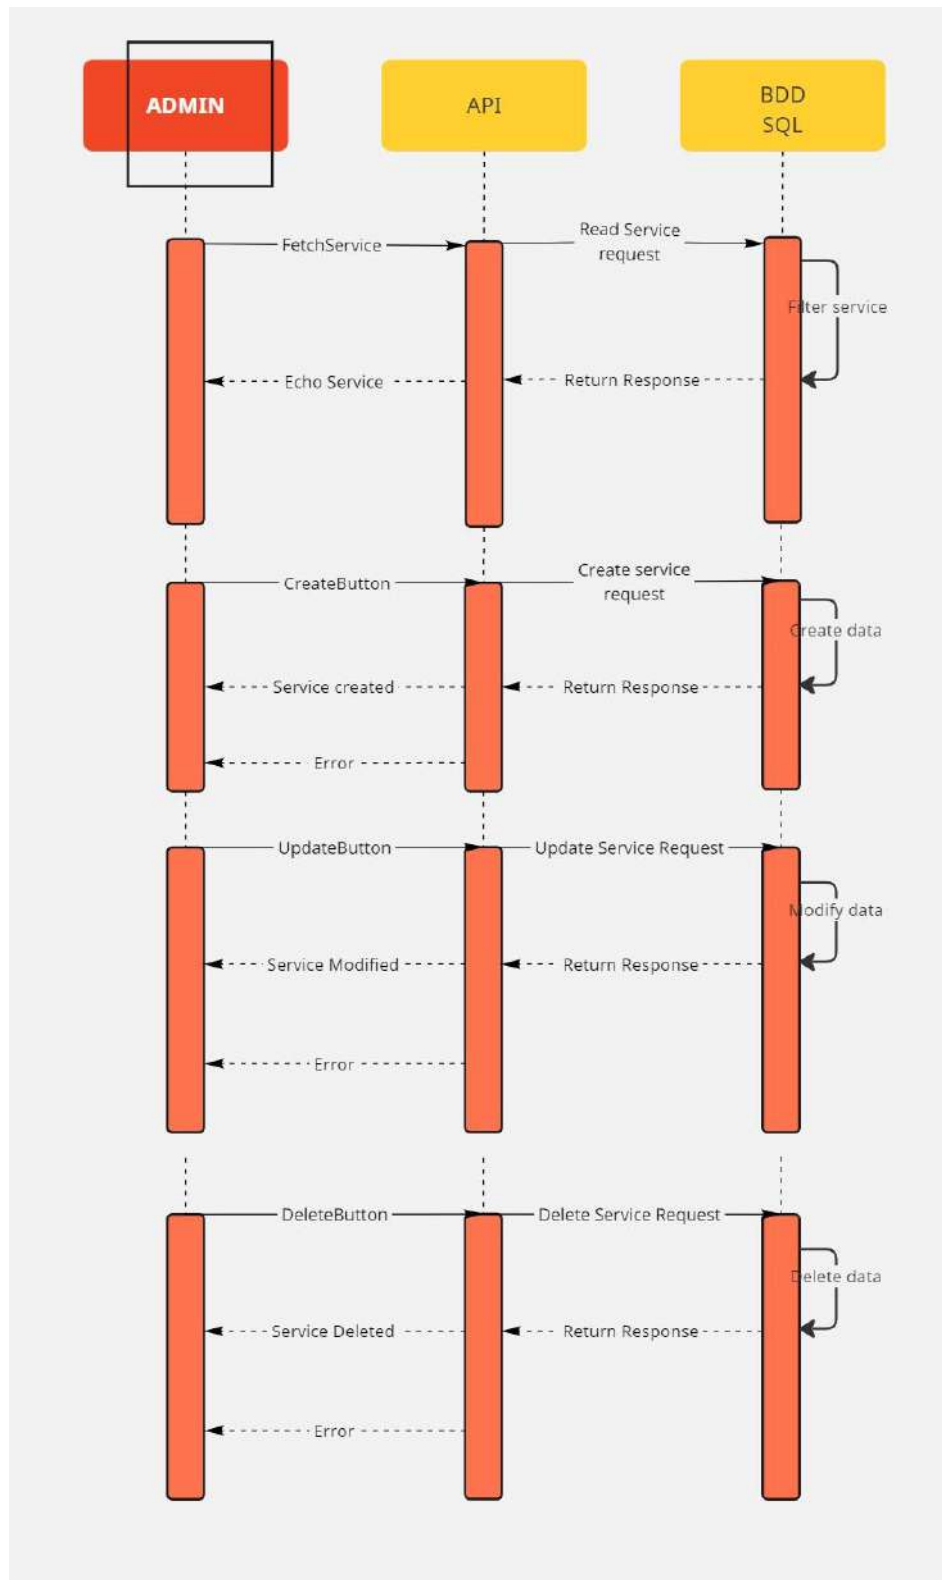 ADMIN
API
BDD
SQL
FetchService
Read Service
request
Filter service
Echo Service
Return Response
CreateButton
Create service
request
Create data
Service created
Return Response
Error
UpdateButton
Update Service Request
Modify data
Service Modified
Return Response
Error
DeleteButton
Delete Service Request
Delete data
Service Deleted
Return Response
Error